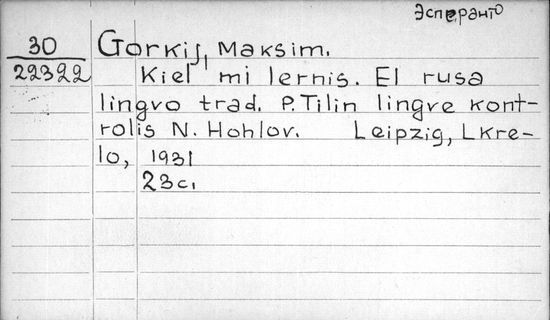 Эсперанто
30
22322
Gorkij, Maksim.
Kiel mi lernis. El rusa
lingvo trad. P. Tilin lingve kont-
rolis N. Hohlov. Leipzig, Lkre-
lo, 1931
23 c.